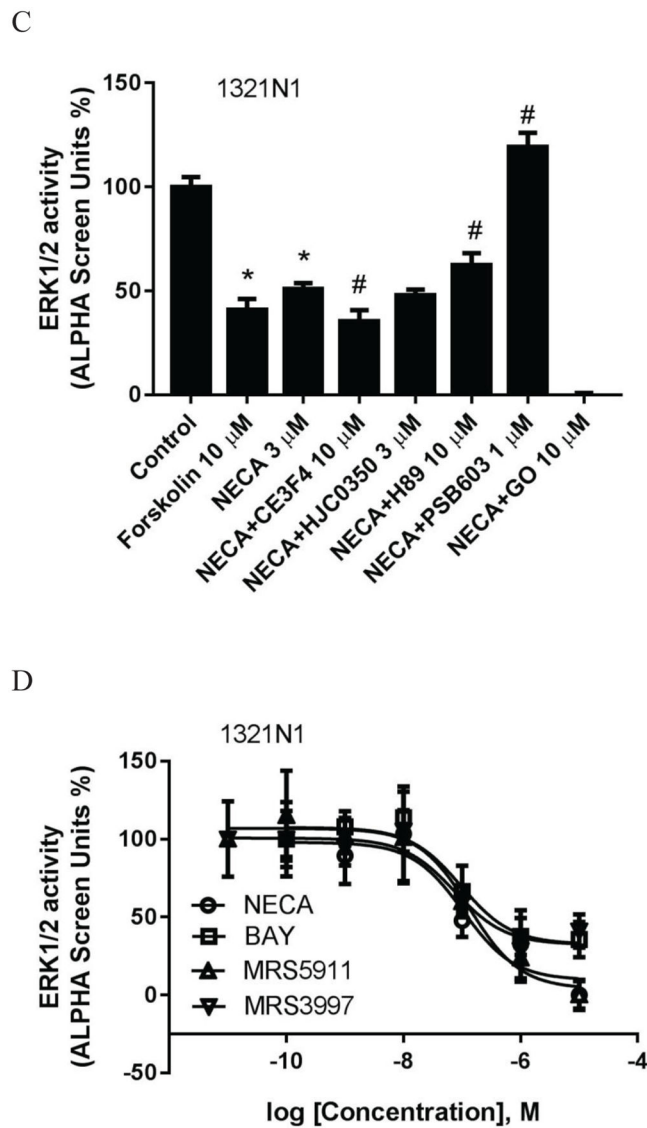 C
1321N1
ERK1/2 activity
(ALPHA Screen Units %)
150
100
50
0
*
*
#
#
#
Control
Forskolin 10 μM
NECA 3 μM
NECA+CE3F4 10 μM
NECA+HJC0350 3 μM
NECA+H89 10 μM
NECA+PSB603 1 μM
NECA+GO 10 μM
D
1321N1
ERK1/2 activity
(ALPHA Screen Units %)
150
100
50
0
-50
NECA
BAY
MRS5911
MRS3997
-10
-8
-6
-4
log [Concentration], M